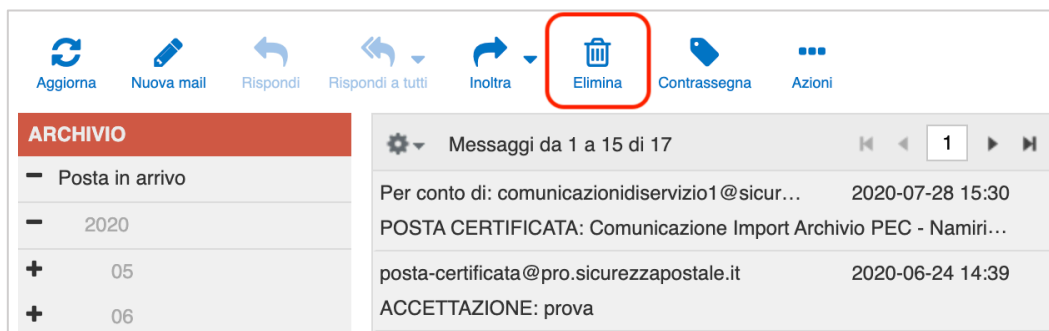 Aggiorna Nuova mail Rispondi Rispondi a tutti Inoltra Elimina Contrassegna Azioni
ARCHIVIO
Messaggi da 1 a 15 di 17 1
Posta in arrivo
2020
05
06
Per conto di: comunicazionidiservizio1@sicur... 2020-07-28 15:30
POSTA CERTIFICATA: Comunicazione Import Archivio PEC - Namiri...
posta-certificata@pro.sicurezzapostale.it 2020-06-24 14:39
ACCETTAZIONE: prova